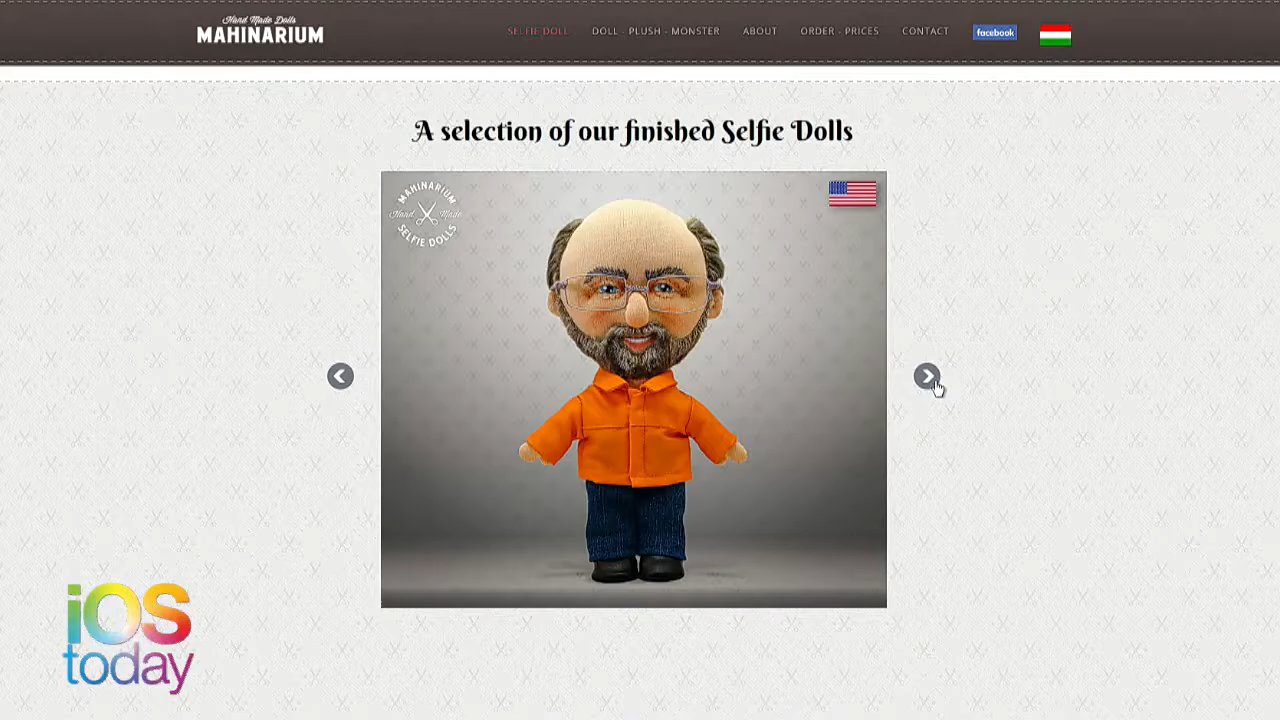 Hand Made Dolls
MAHINARIUM
SELFIE DOLL
DOLL - PLUSH - MONSTER
ABOUT
ORDER - PRICES
CONTACT
facebook
A selection of our finished Selfie Dolls
MAHINARIUM
Hand Made
SELFIE DOLLS
iOS
today